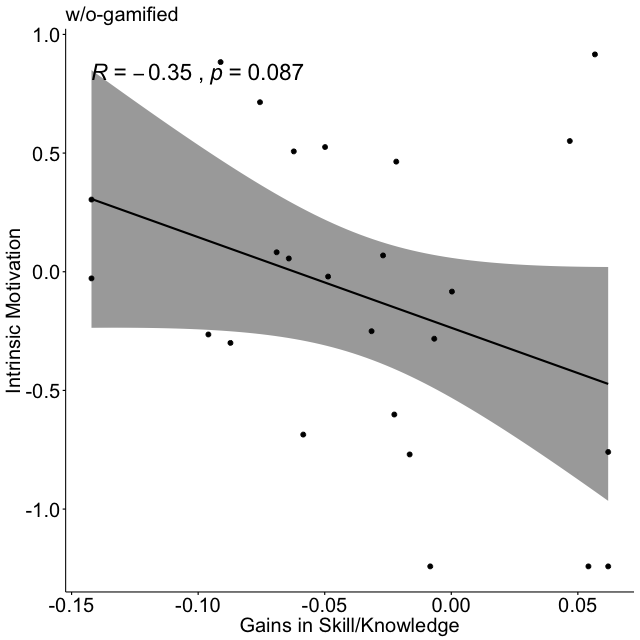 w/o-gamified
1.0
R = −0.35 , p = 0.087
0.5
0.0
-0.5
-1.0
Intrinsic Motivation
-0.15 -0.10 -0.05 0.00 0.05
Gains in Skill/Knowledge